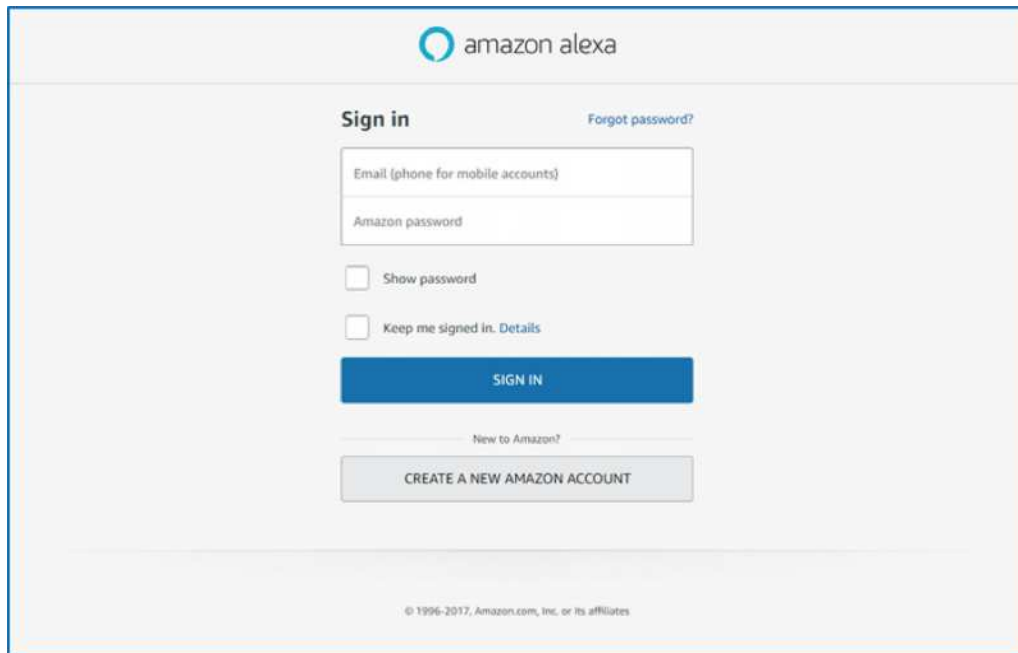 amazon alexa
Sign in
Forgot password?
Email (phone for mobile accounts)
Amazon password
Show password
Keep me signed in. Details
SIGN IN
New to Amazon?
CREATE A NEW AMAZON ACCOUNT
© 1996-2017, Amazon.com, Inc. or its affiliates